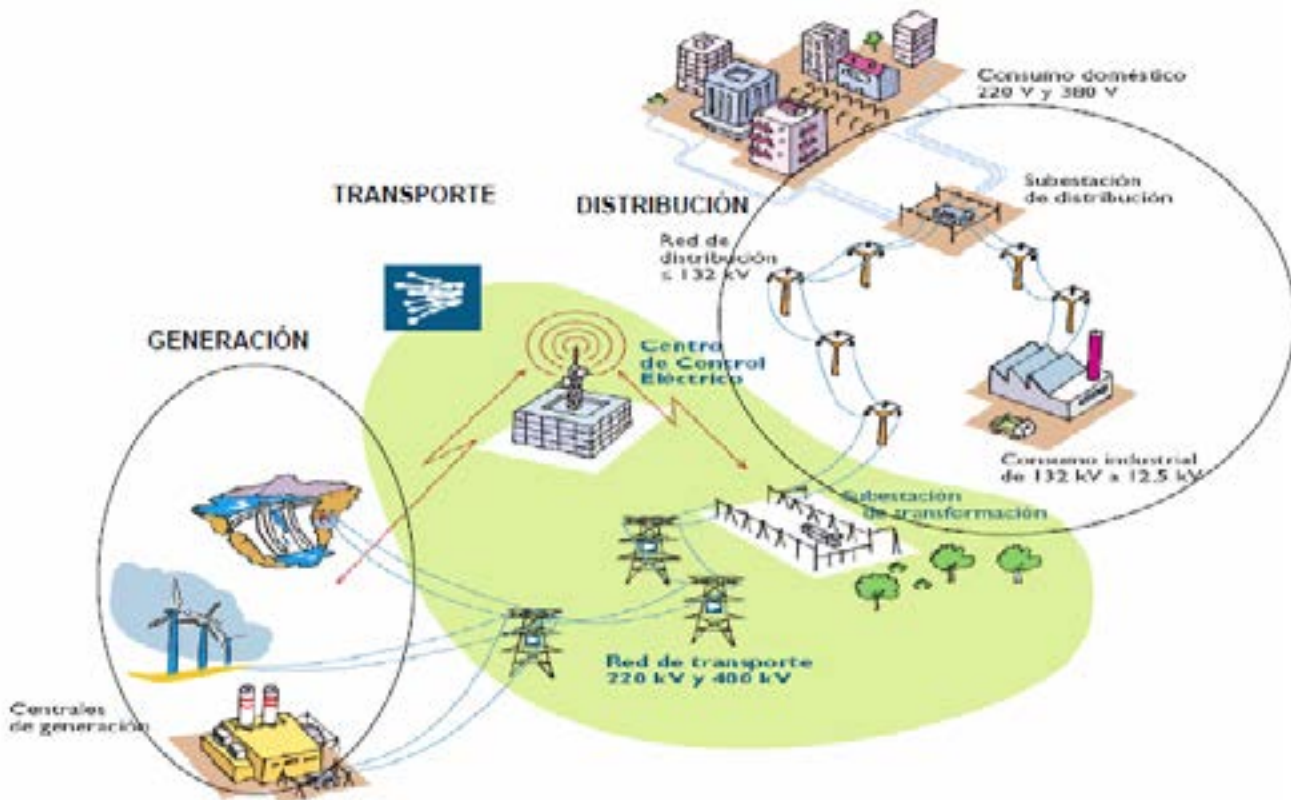 Consumo doméstico
220 V y 380 V
TRANSPORTE
DISTRIBUCIÓN
Subestación
de distribución
Red de
distribución
≤ 132 kV
GENERACIÓN
Centro
de Control
Eléctrico
Consumo industrial
de 132 kV a 12.5 kV
Subestación
de transformación
Red de transporte
220 kV y 400 kV
Centrales
de generación